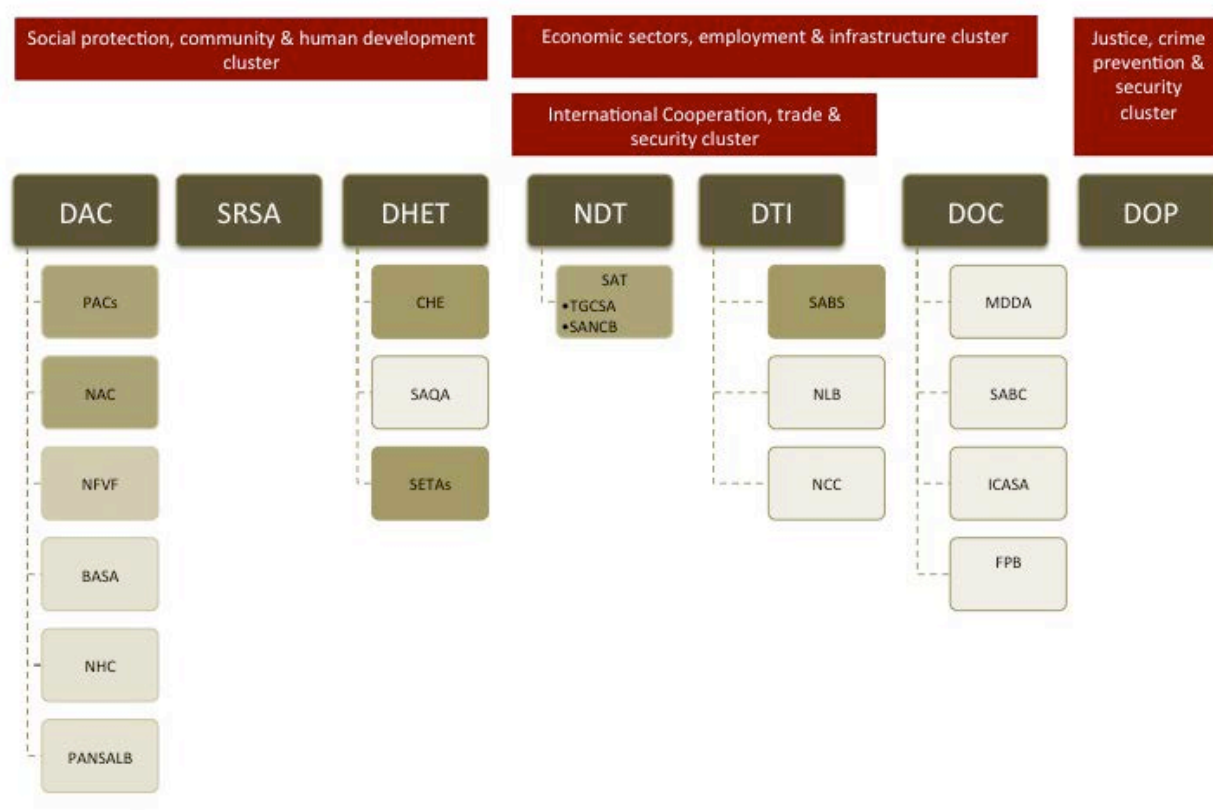 Social protection, community & human development
cluster
Economic sectors, employment & infrastructure cluster
International Cooperation, trade &
security cluster
Justice, crime
prevention &
security
cluster
DAC
SRSA
DHET
NDT
DTI
DOC
DOP
PACs
NAC
NFVF
BASA
NHC
PANSALB
CHE
SAQA
SETAs
SAT
•TGCSA
•SANCB
SABS
NLB
NCC
MDDA
SABC
ICASA
FPB